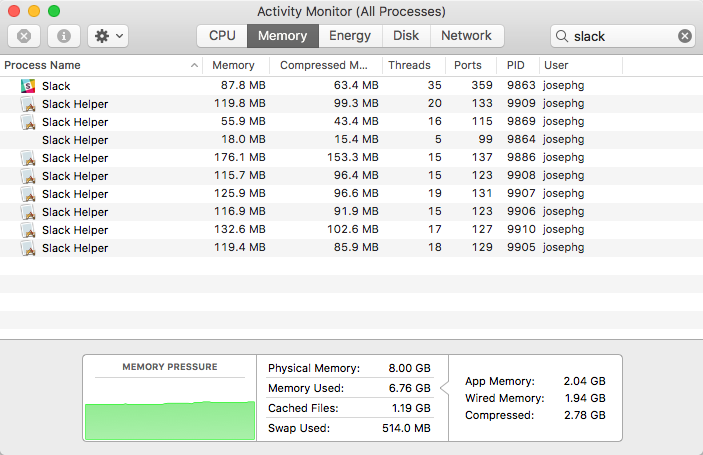 Activity Monitor (All Processes)
CPU Memory Energy Disk Network slack
Process Name Memory Compressed M... Threads Ports PID User
Slack 87.8 MB 63.4 MB 35 359 9863 josephg
Slack Helper 119.8 MB 99.3 MB 20 133 9909 josephg
Slack Helper 55.9 MB 43.4 MB 16 115 9869 josephg
Slack Helper 18.0 MB 15.4 MB 5 99 9864 josephg
Slack Helper 176.1 MB 153.3 MB 15 137 9886 josephg
Slack Helper 115.7 MB 96.4 MB 15 123 9908 josephg
Slack Helper 125.9 MB 96.6 MB 19 131 9907 josephg
Slack Helper 116.9 MB 91.9 MB 15 123 9906 josephg
Slack Helper 132.6 MB 102.6 MB 17 127 9910 josephg
Slack Helper 119.4 MB 85.9 MB 18 129 9905 josephg
MEMORY PRESSURE
Physical Memory: 8.00 GB
Memory Used: 6.76 GB
Cached Files: 1.19 GB
Swap Used: 514.0 MB
App Memory: 2.04 GB
Wired Memory: 1.94 GB
Compressed: 2.78 GB